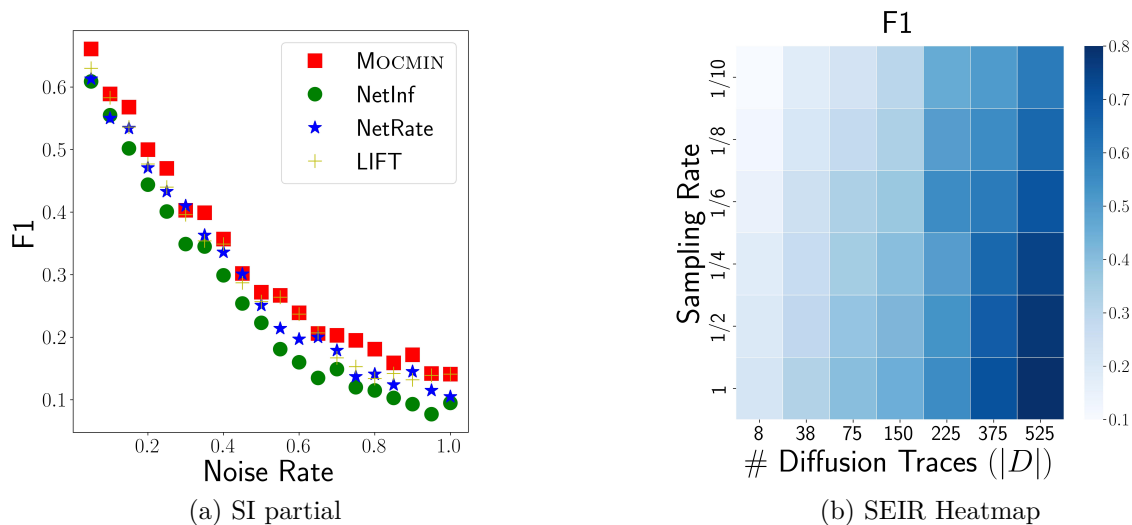 F1
0.6
0.5
0.4
0.3
0.2
0.1
0.2
0.4
0.6
0.8
1.0
Noise Rate
MOCMIN
NetInf
NetRate
LIFT
(a) SI partial
F1
Sampling Rate
1/10
1/8
1/6
1/4
1/2
1
8
38
75
150
225
375
525
# Diffusion Traces (|D|)
0.8
0.7
0.6
0.5
0.4
0.3
0.2
0.1
(b) SEIR Heatmap